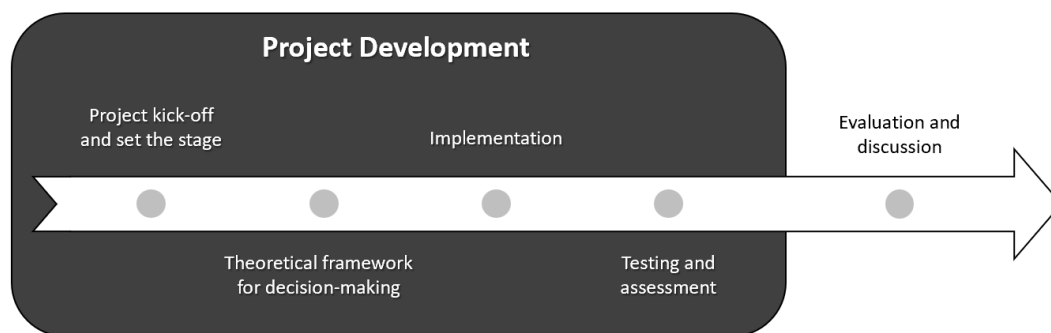 Project Development
Project kick-off
and set the stage
Theoretical framework
for decision-making
Implementation
Testing and
assessment
Evaluation and
discussion